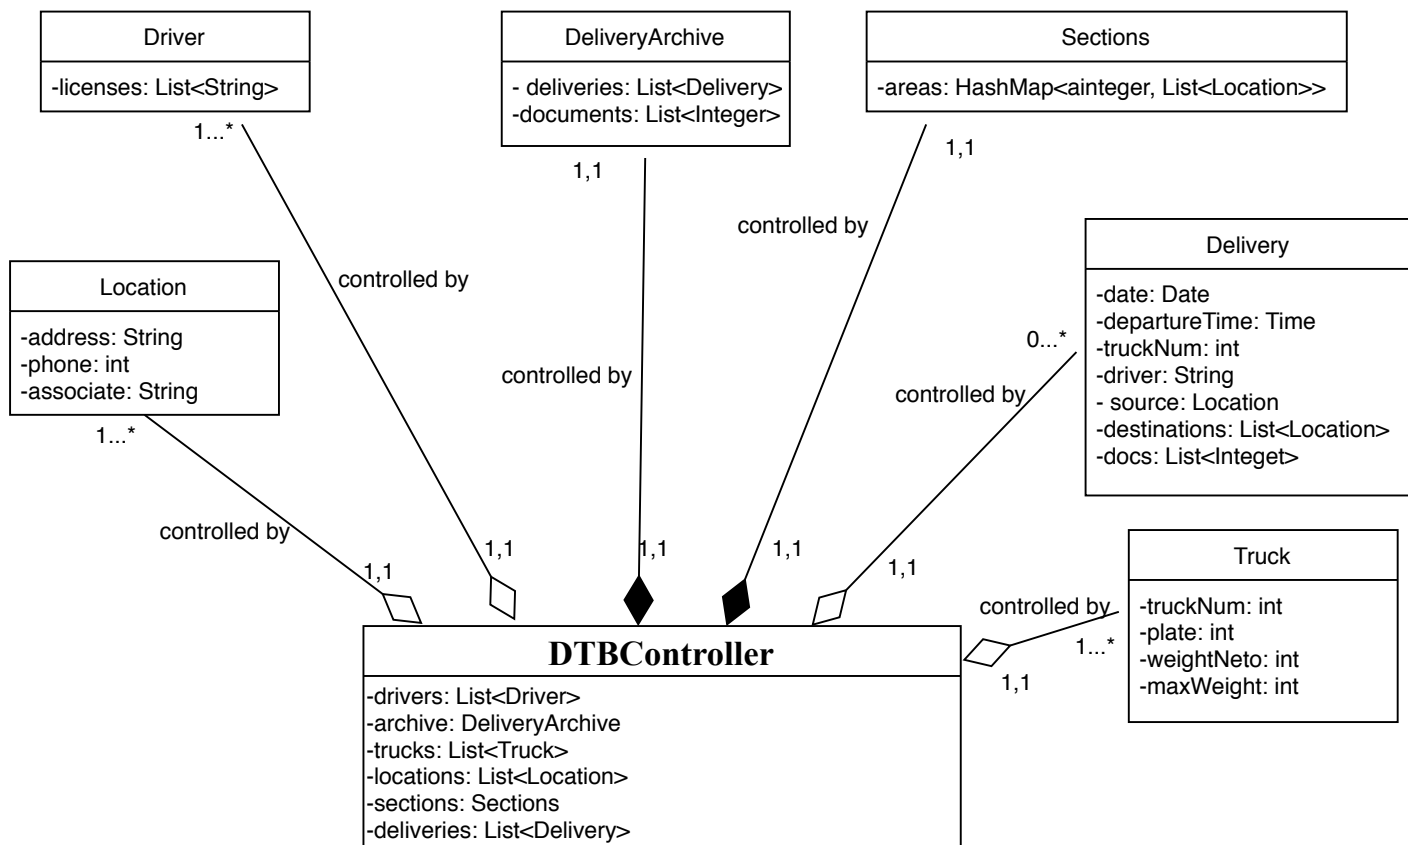 Driver
-licenses: List<String>
1...*
DeliveryArchive
- deliveries: List<Delivery>
-documents: List<Integer>
1,1
Sections
-areas: HashMap<ainteger, List<Location>>
1,1
controlled by
controlled by
controlled by
Location
-address: String
-phone: int
-associate: String
1...*
Delivery
-date: Date
-departureTime: Time
-truckNum: int
-driver: String
- source: Location
-destinations: List<Location>
-docs: List<Integet>
0...*
controlled by
controlled by
1,1
1,1
1,1
1,1
1,1
Truck
-truckNum: int
-plate: int
-weightNeto: int
-maxWeight: int
controlled by
1...*
1,1
DTBController
-drivers: List<Driver>
-archive: DeliveryArchive
-trucks: List<Truck>
-locations: List<Location>
-sections: Sections
-deliveries: List<Delivery>